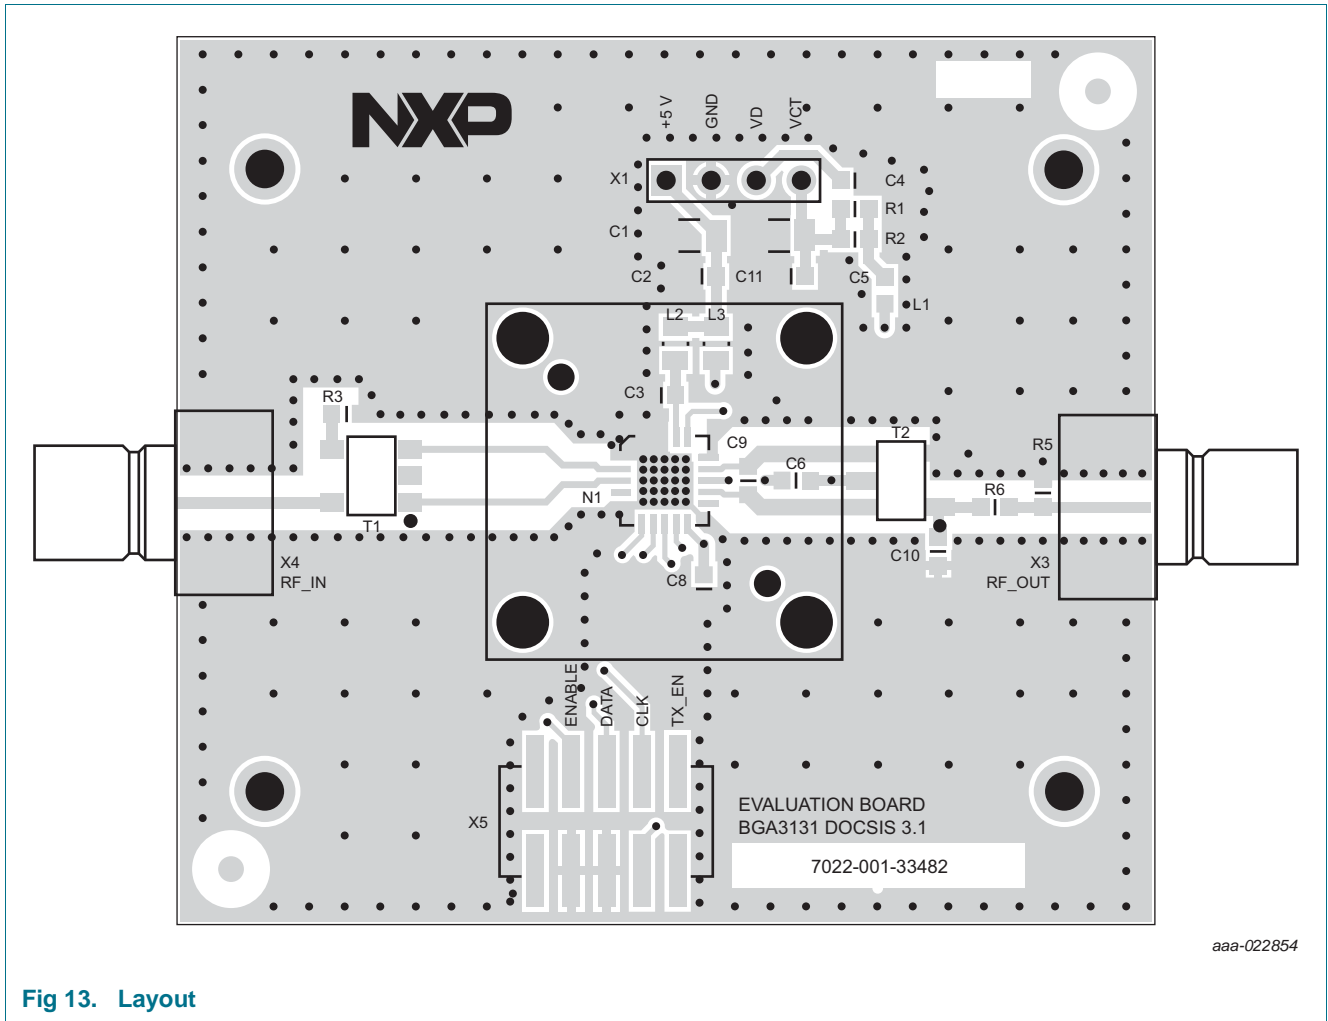 NXP
+5 V
GND
VD
VCT
X1
C4
R1
C1
R2
C2
C11
C5
L1
L2
L3
C3
R3
C9
T2
R5
C6
R6
N1
T1
C10
X4
RF_IN
C8
X3
RF_OUT
ENABLE
DATA
CLK
TX_EN
X5
EVALUATION BOARD
BGA3131 DOCSIS 3.1
7022-001-33482
aaa-022854
Fig 13. Layout